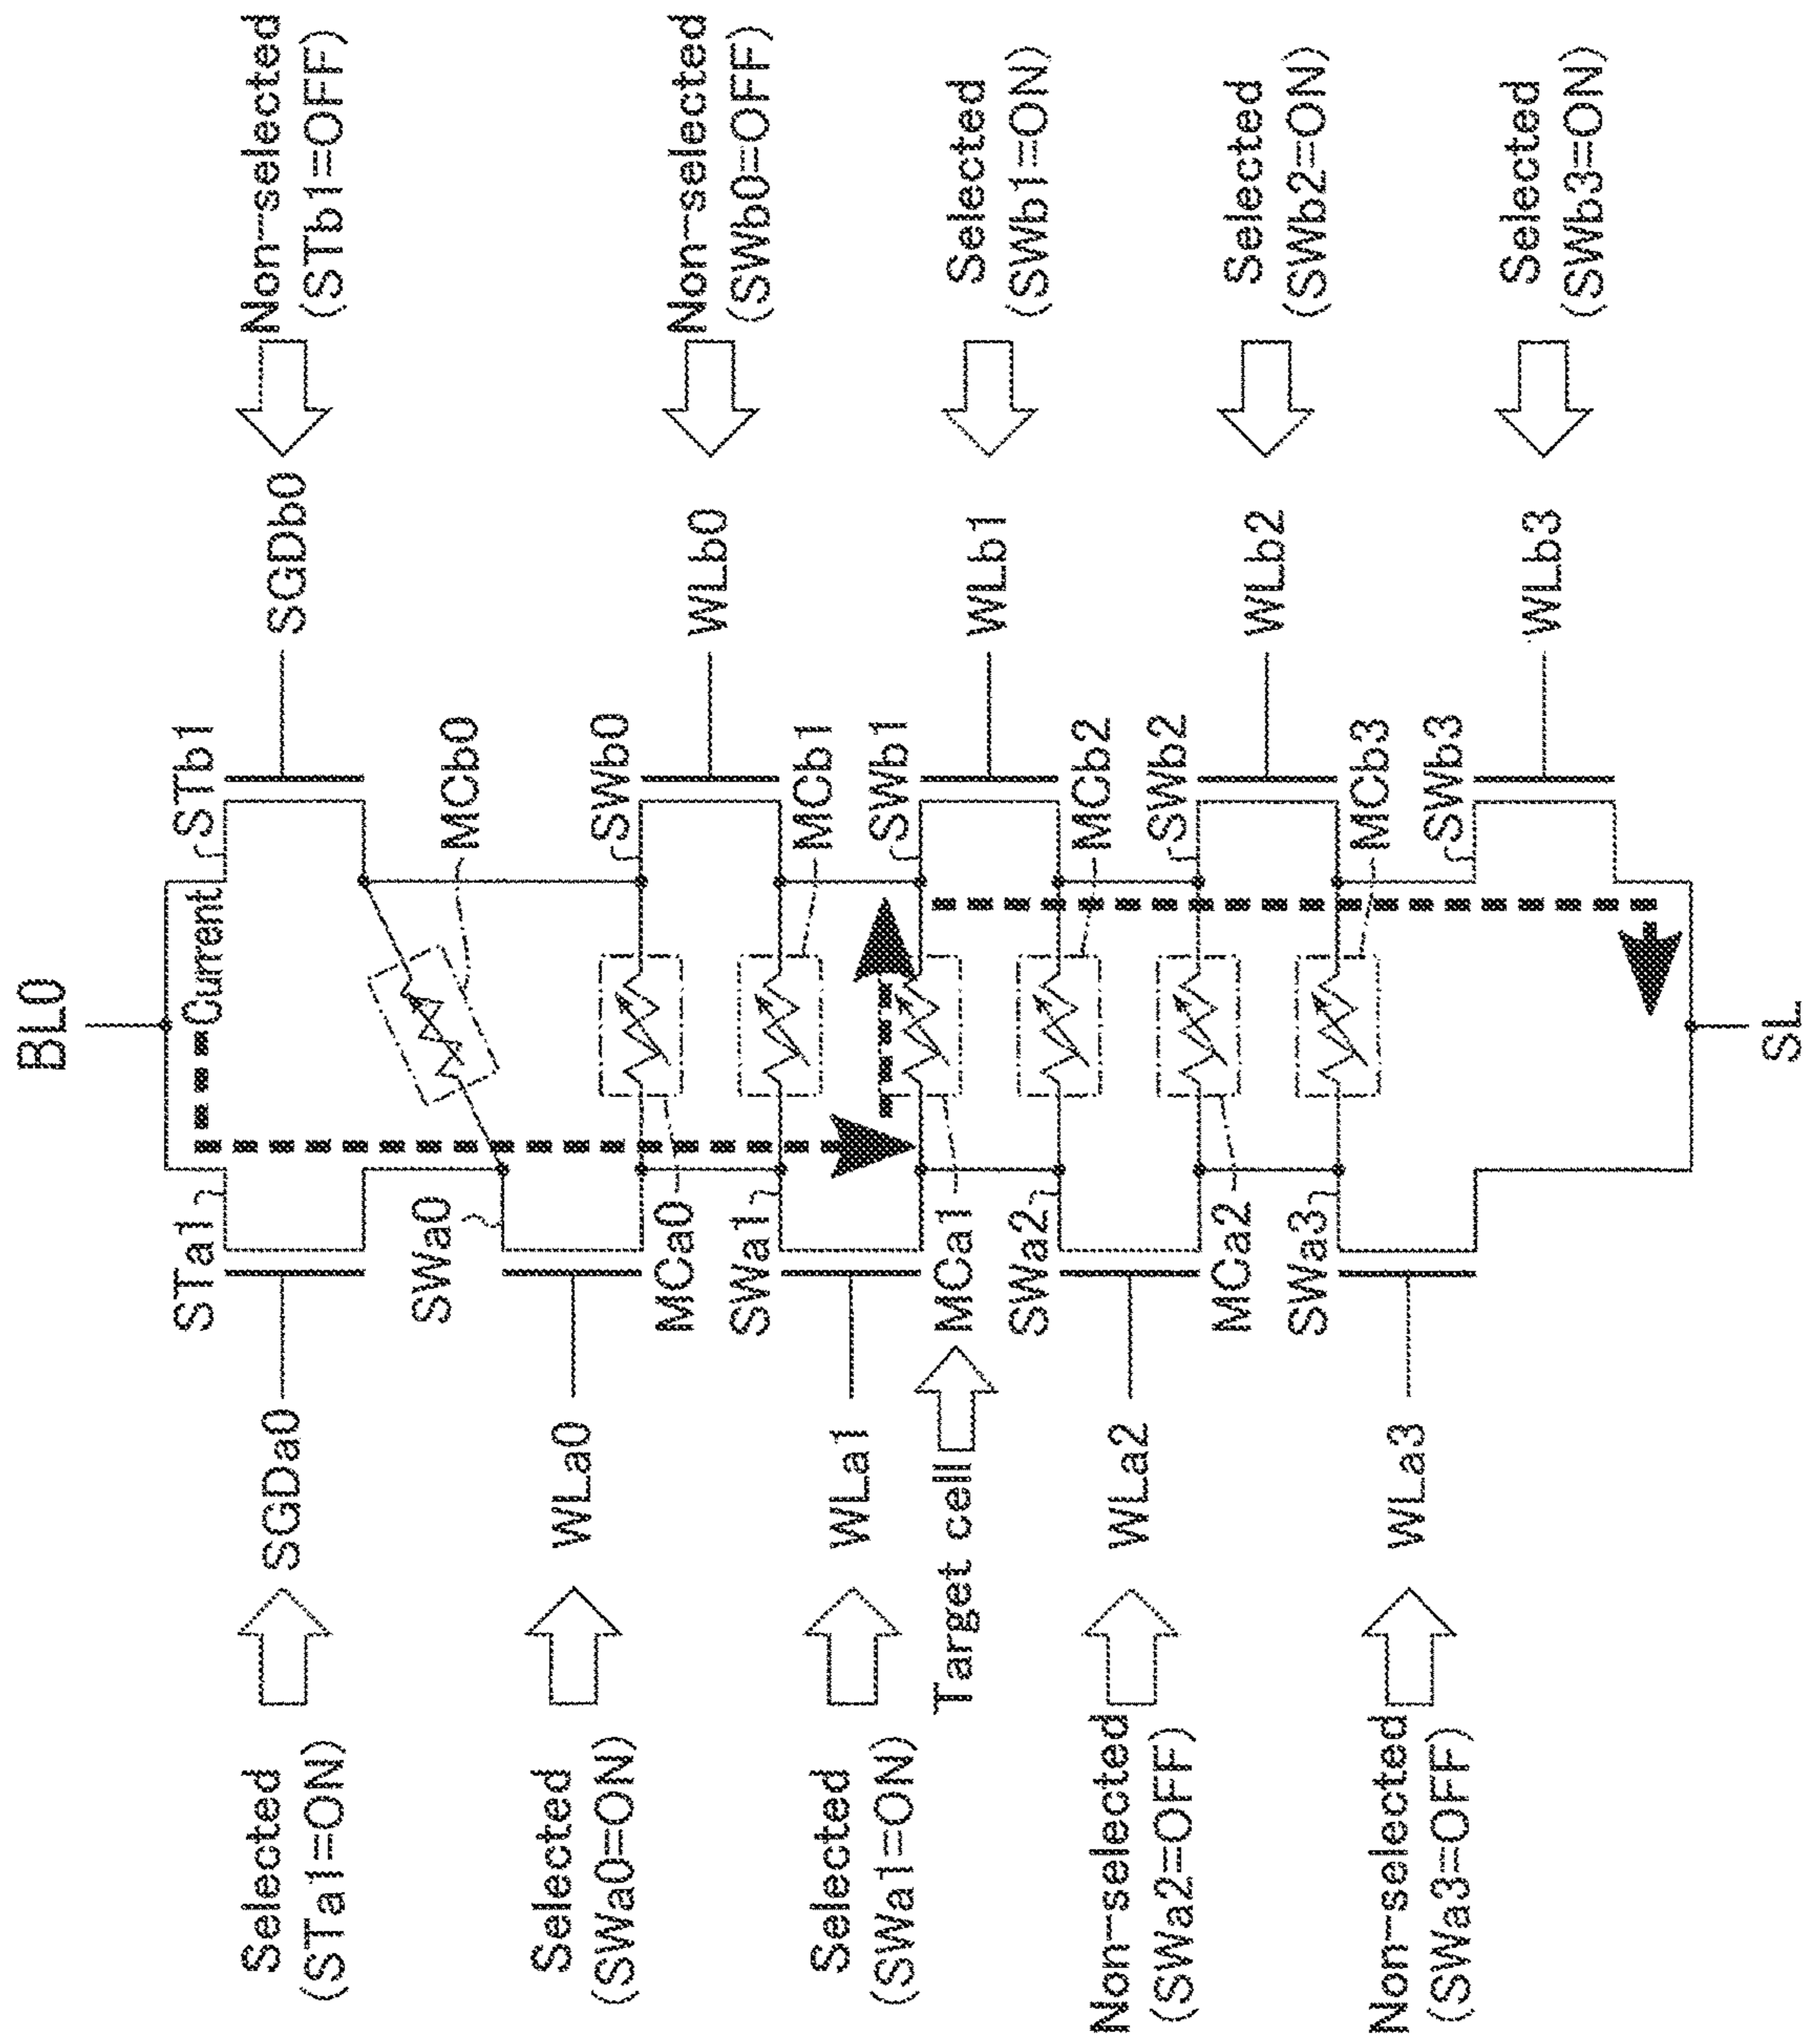 BL0
Selected
(STa1=ON)
SGDa0
STa1
Current
STb1
SGDb0
Non-selected
(STb1=OFF)
MCb0
Selected
(SWa0=ON)
WLa0
SWa0
MCa0
SWb0
WLb0
Non-selected
(SWb0=OFF)
Selected
(SWa1=ON)
WLa1
SWa1
MCb1
Target cell
MCa1
SWb1
WLb1
Selected
(SWb1=ON)
Non-selected
(SWa2=OFF)
WLa2
SWa2
MCb2
MCa2
SWb2
WLb2
Selected
(SWb2=ON)
Non-selected
(SWa3=OFF)
WLa3
SWa3
MCb3
SWb3
WLb3
Selected
(SWb3=ON)
SL